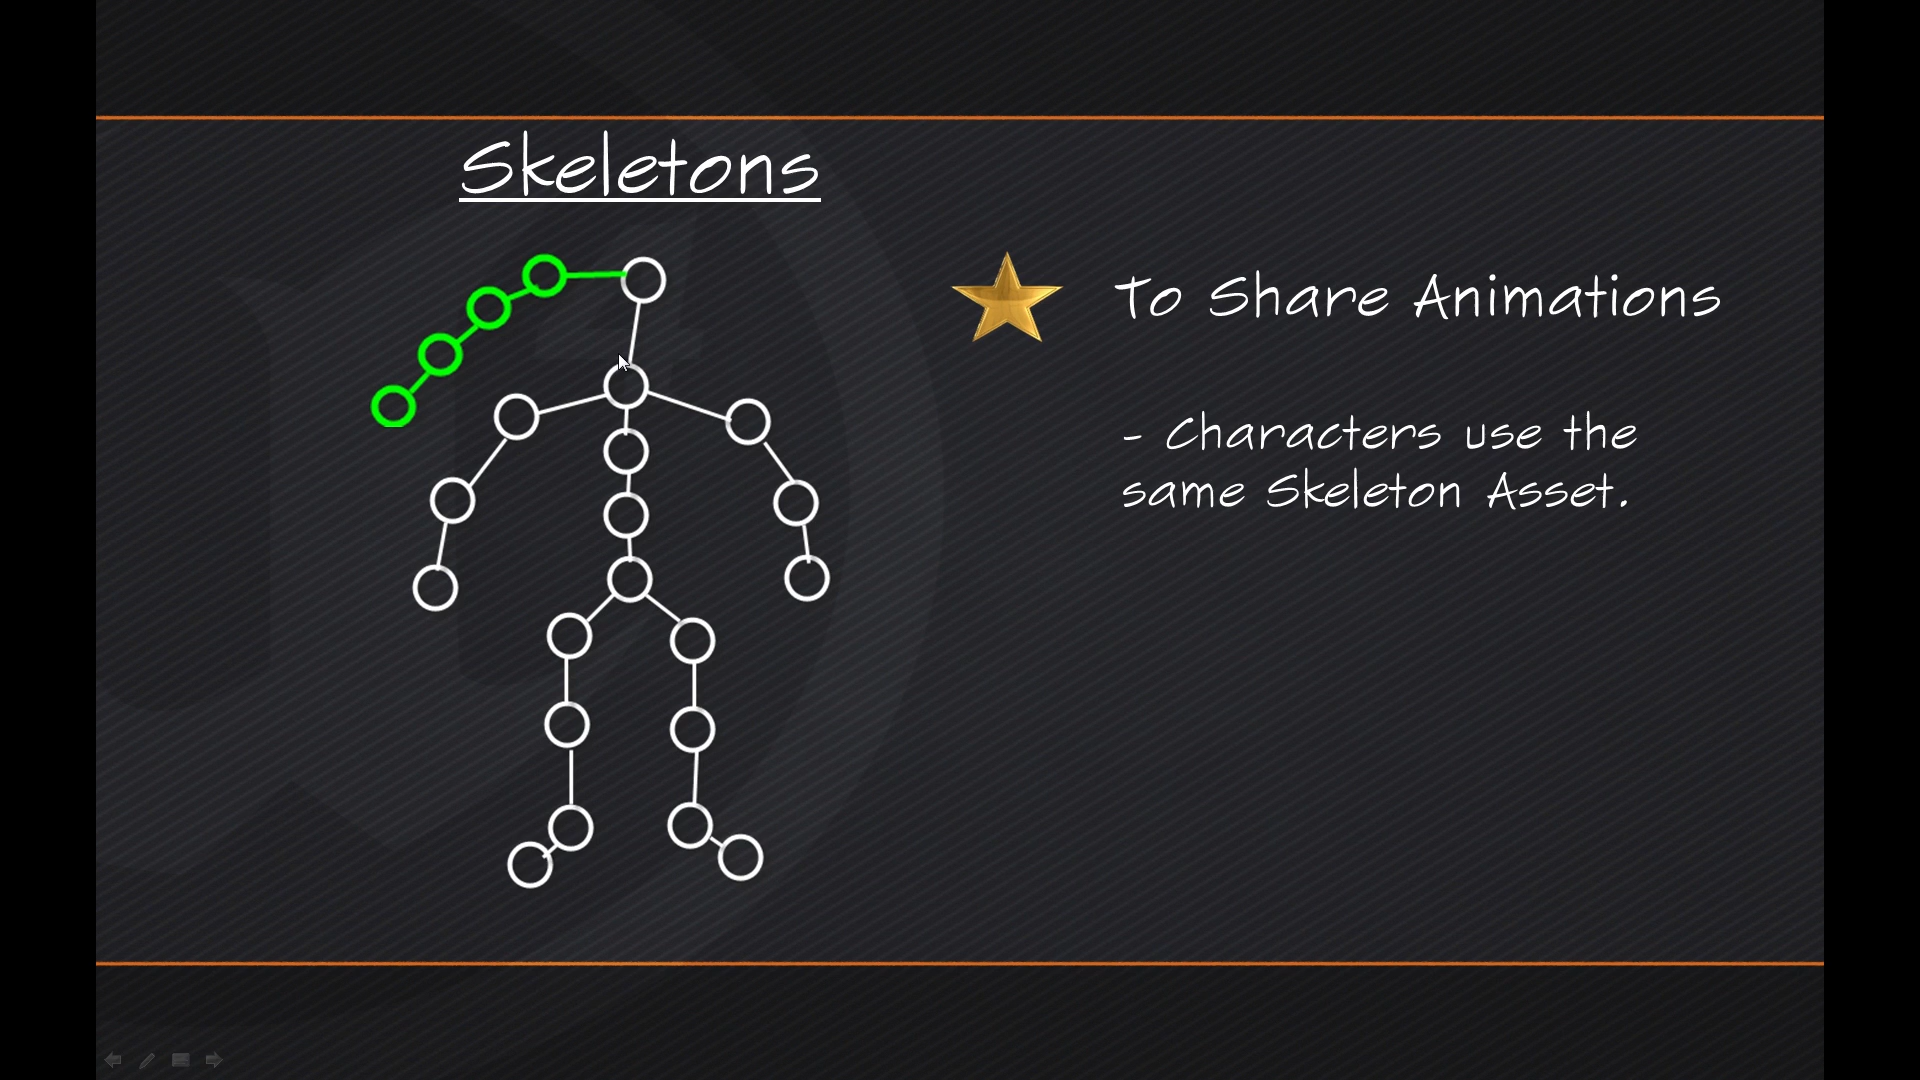 Skeletons
To Share Animations
- Characters use the
same Skeleton Asset.